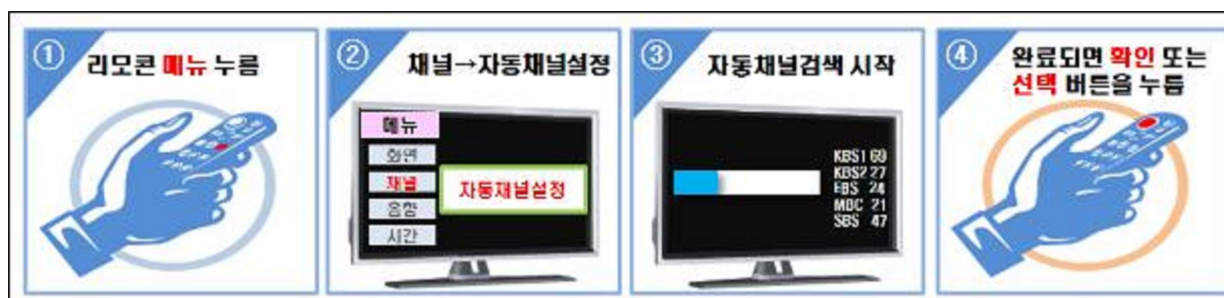 ① 리모콘 메뉴 누름
② 채널→자동채널설정
메뉴
화면
채널
음향
시간
자동채널설정
③ 자동채널검색 시작
KBS1 69
KBS2 27
EBS 24
MBC 21
SBS 47
④ 완료되면 확인 또는
선택 버튼을 누름